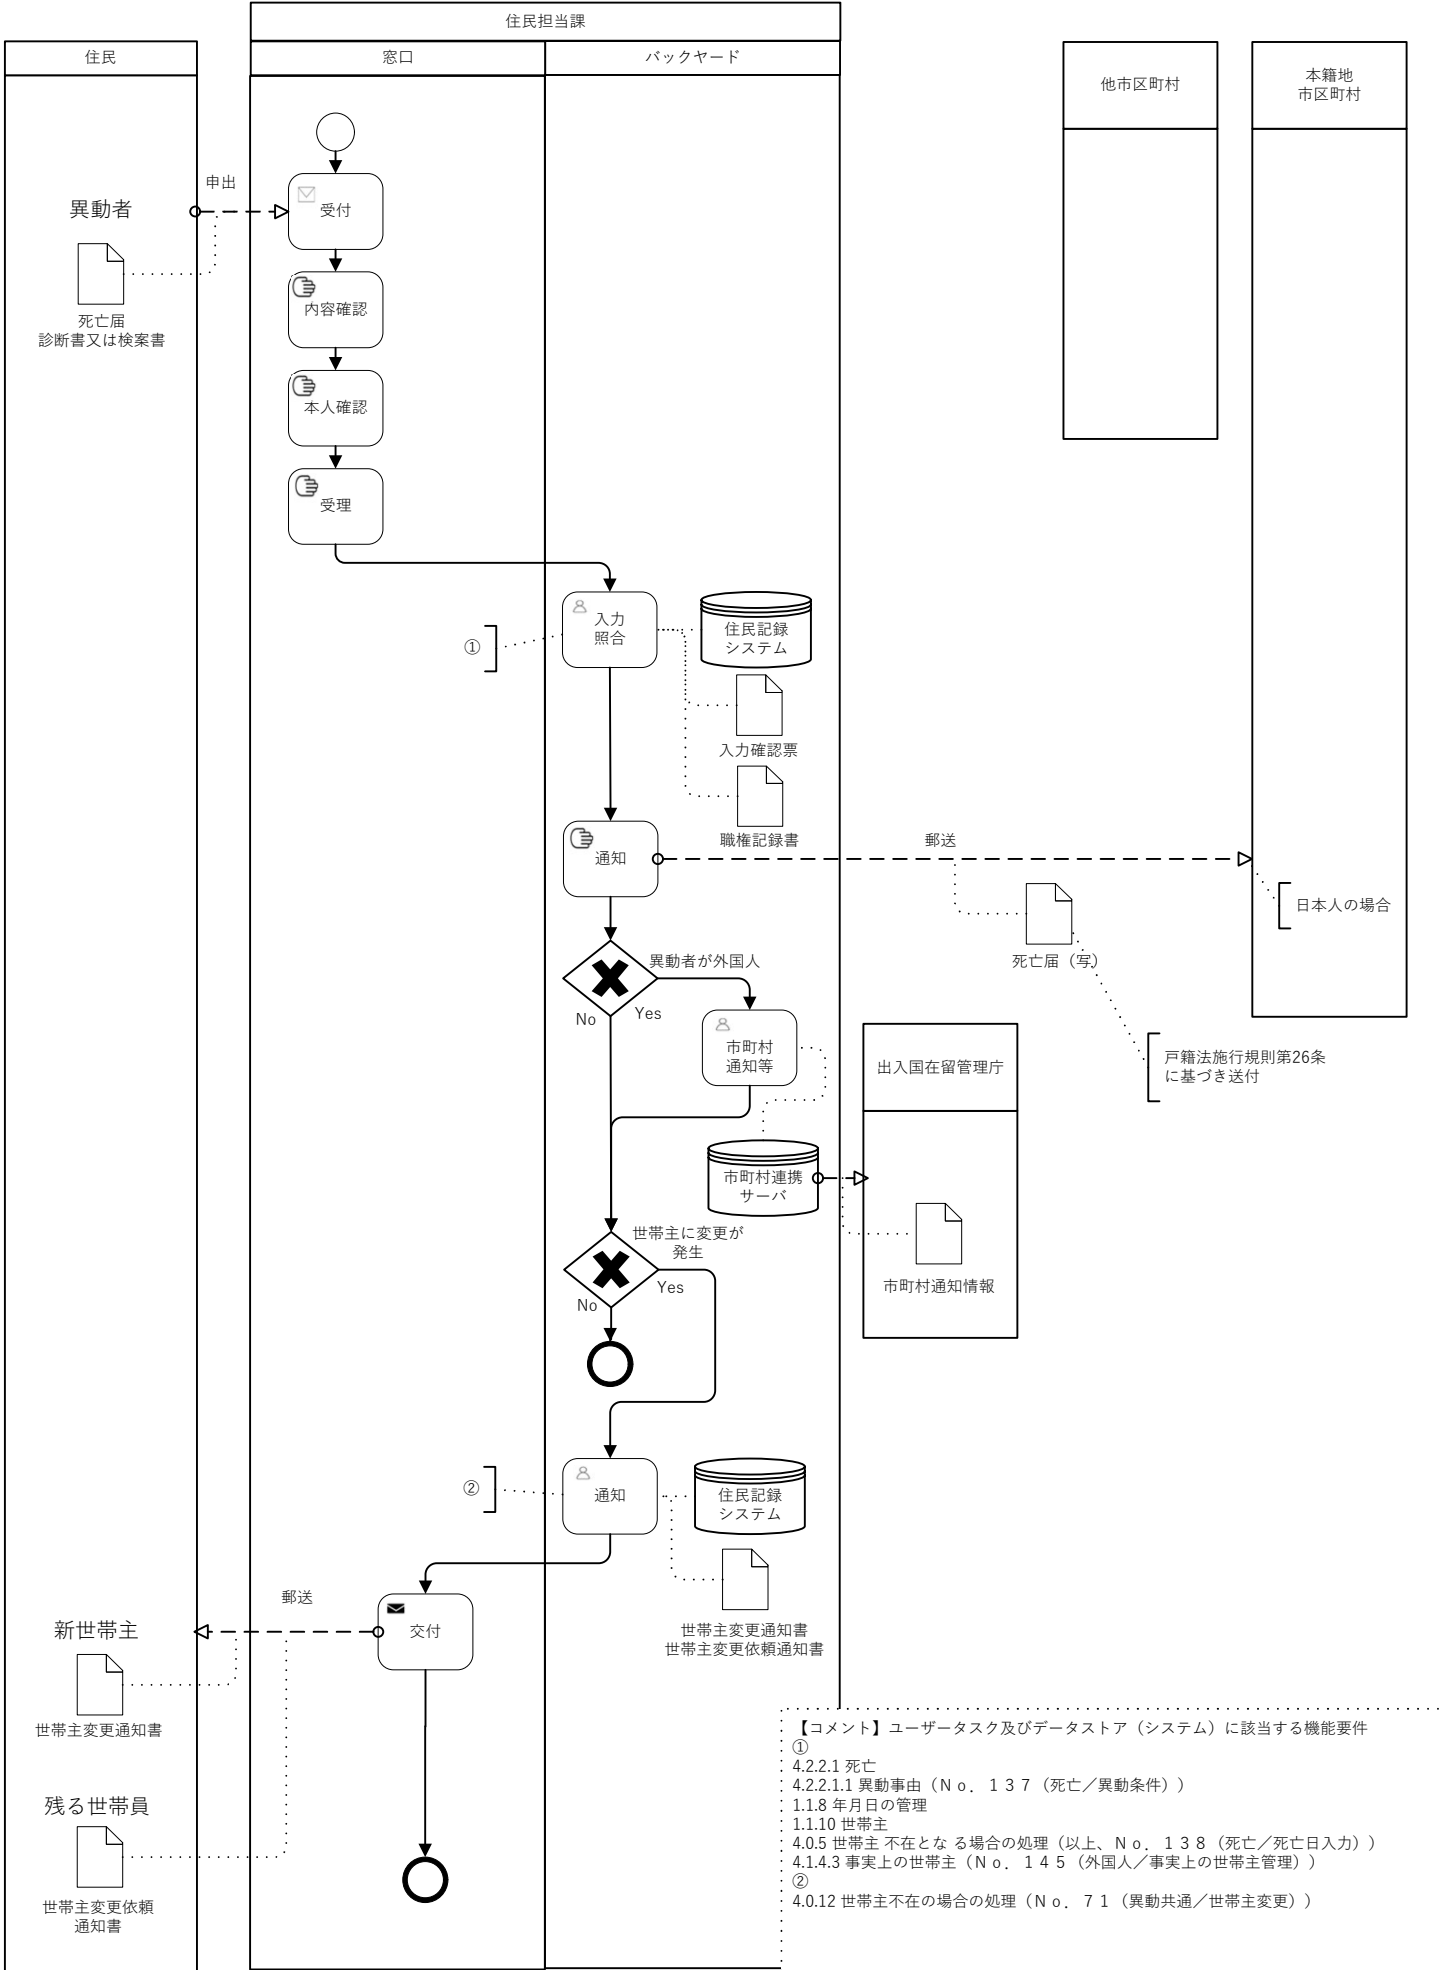 住民担当課
住民
窓口
バックヤード
他市区町村
本籍地
市区町村
申出
異動者
受付
死亡届
診断書又は検案書
内容確認
本人確認
受理
①
入力
照合
住民記録
システム
入力確認票
職権記録書
通知
郵送
日本人の場合
死亡届（写）
異動者が外国人
No
Yes
市町村
通知等
出入国在留管理庁
戸籍法施行規則第26条
に基づき送付
市町村連携
サーバ
市町村通知情報
世帯主に変更が
発生
Yes
No
②
通知
住民記録
システム
世帯主変更通知書
世帯主変更依頼通知書
郵送
交付
新世帯主
世帯主変更通知書
残る世帯員
世帯主変更依頼
通知書
【コメント】ユーザータスク及びデータストア（システム）に該当する機能要件
①
4.2.2.1 死亡
4.2.2.1.1 異動事由（Ｎｏ．１３７（死亡／異動条件））
1.1.8 年月日の管理
1.1.10 世帯主
4.0.5 世帯主 不在とな る場合の処理（以上、Ｎｏ．１３８（死亡／死亡日入力））
4.1.4.3 事実上の世帯主（Ｎｏ．１４５（外国人／事実上の世帯主管理））
②
4.0.12 世帯主不在の場合の処理（Ｎｏ．７１（異動共通／世帯主変更））